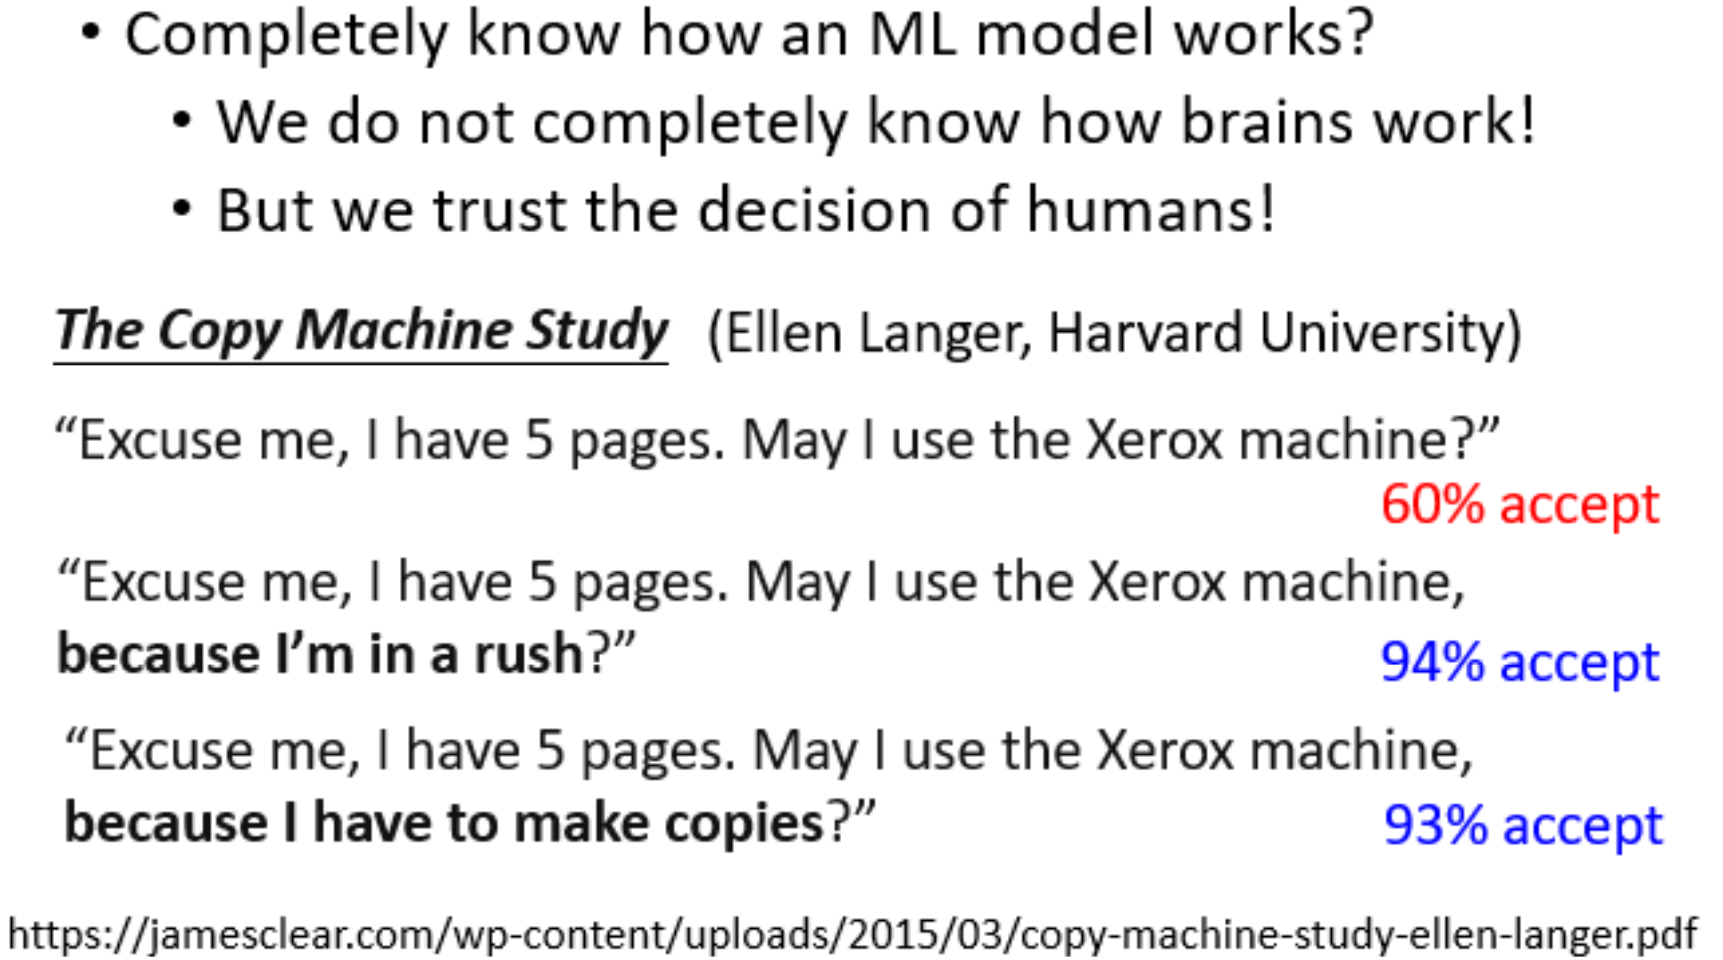 • Completely know how an ML model works?
• We do not completely know how brains work!
• But we trust the decision of humans!
The Copy Machine Study (Ellen Langer, Harvard University)
“Excuse me, I have 5 pages. May I use the Xerox machine?”
60% accept
“Excuse me, I have 5 pages. May I use the Xerox machine,
because I’m in a rush?” 94% accept
“Excuse me, I have 5 pages. May I use the Xerox machine,
because I have to make copies?” 93% accept
https://jamesclear.com/wp-content/uploads/2015/03/copy-machine-study-ellen-langer.pdf